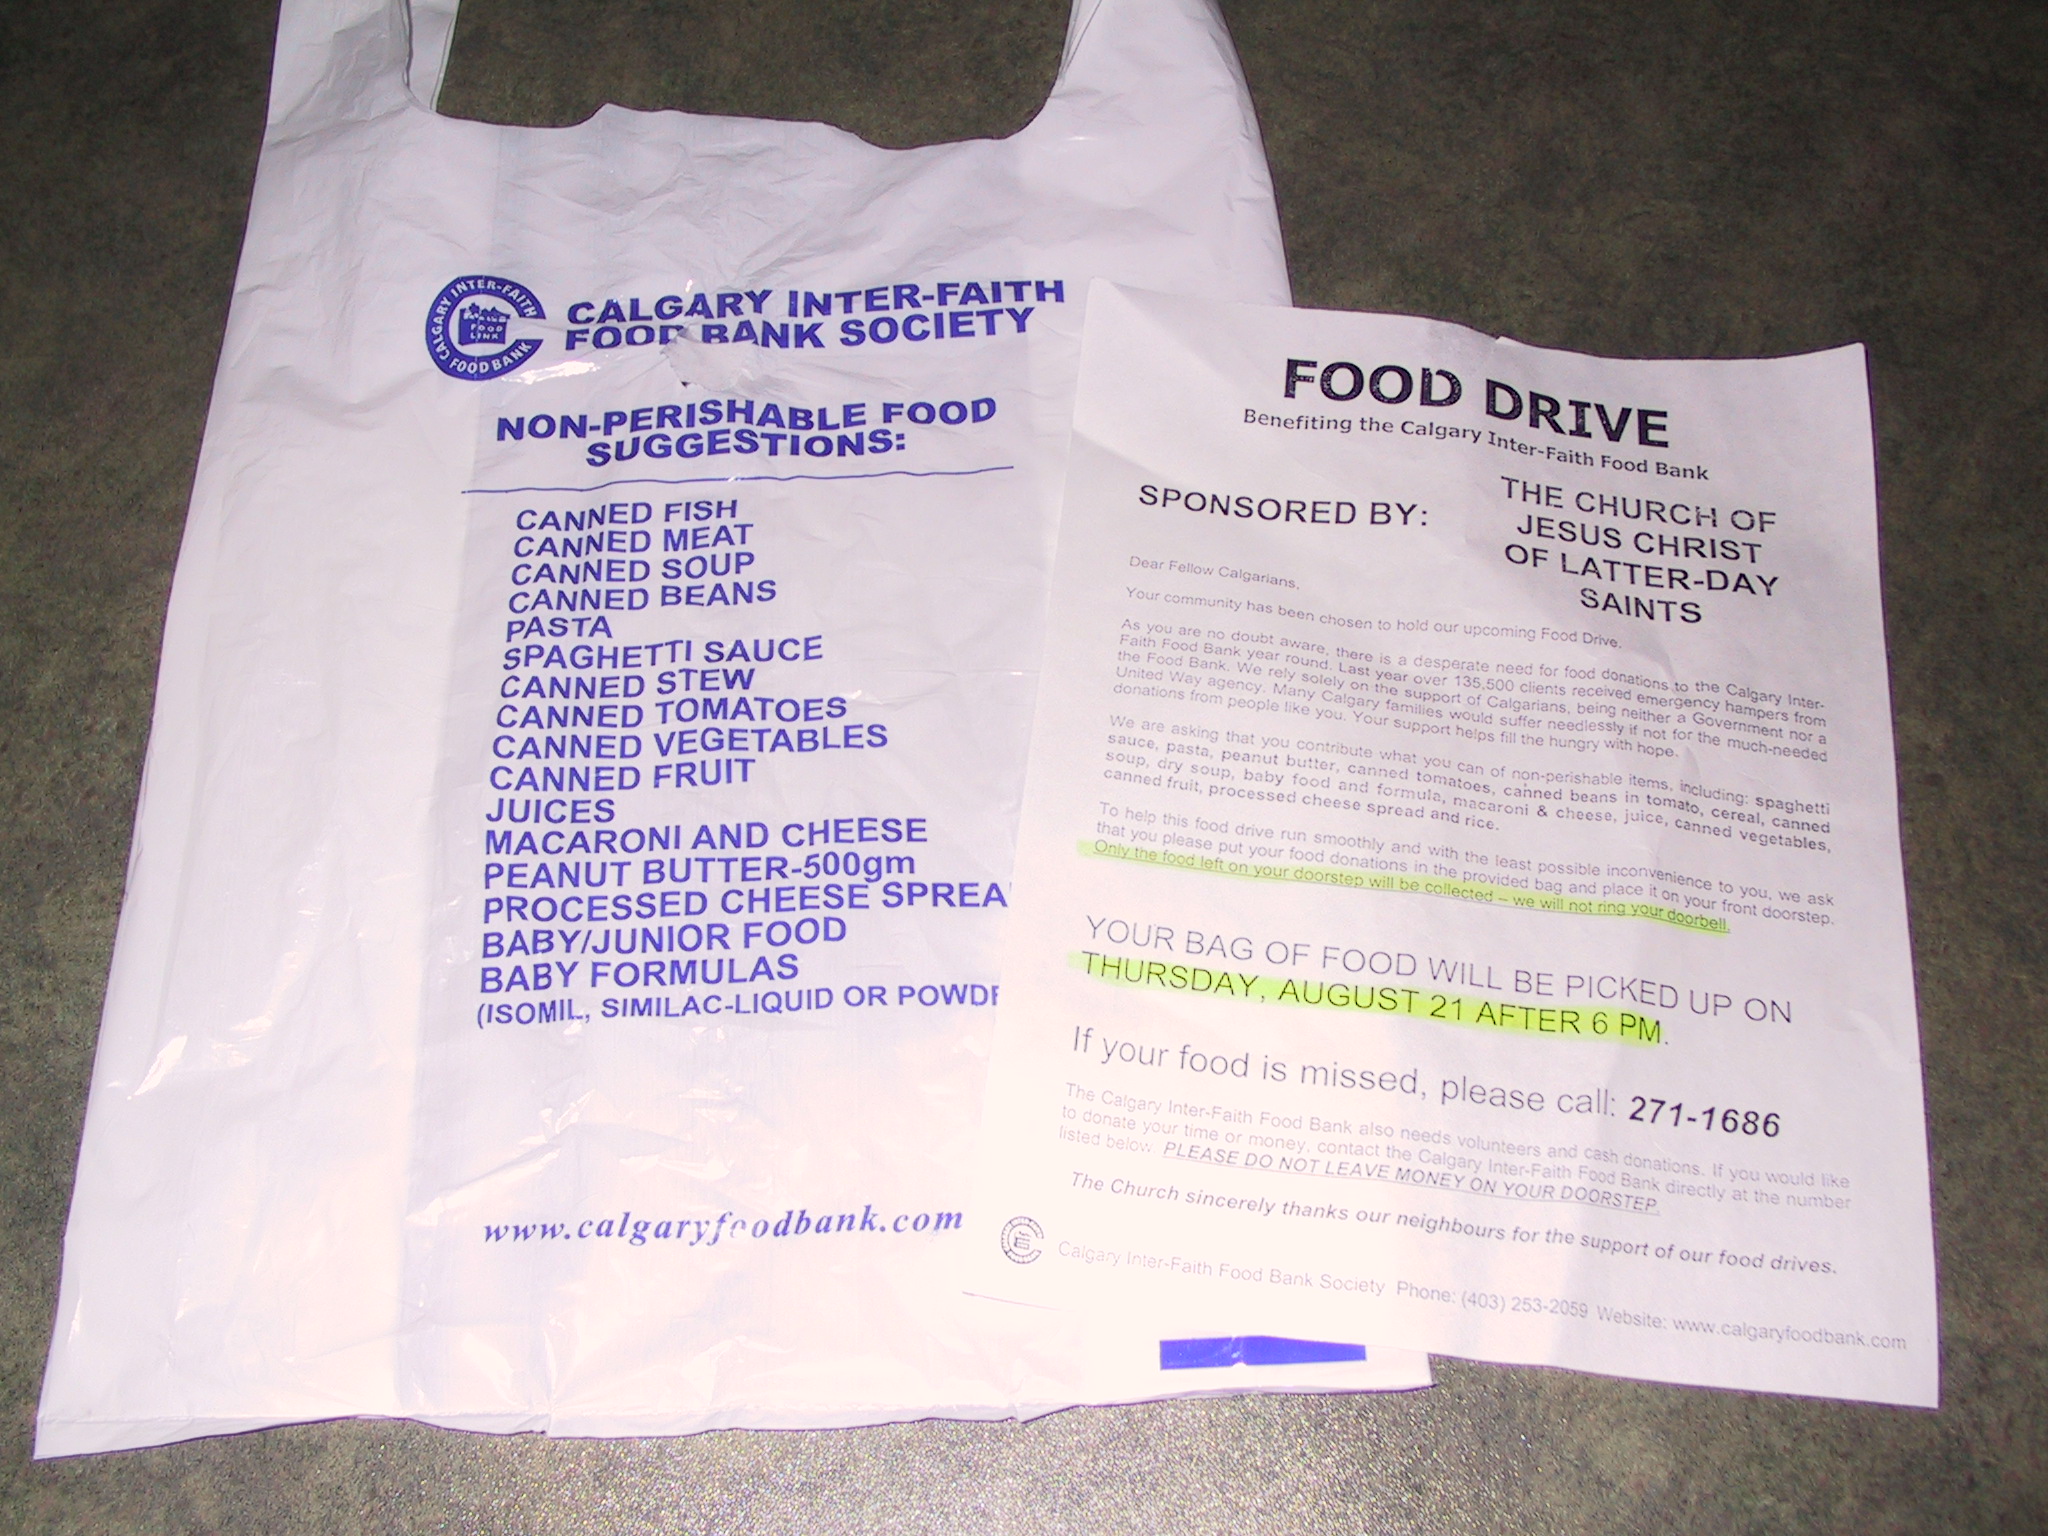 CALGARY INTER-FAITH
FOOD BANK
FOOD
LINK
CALGARY INTER-FAITH
FOOD BANK SOCIETY
NON-PERISHABLE FOOD
SUGGESTIONS:
CANNED FISH
CANNED MEAT
CANNED SOUP
CANNED BEANS
PASTA
SPAGHETTI SAUCE
CANNED STEW
CANNED TOMATOES
CANNED VEGETABLES
CANNED FRUIT
JUICES
MACARONI AND CHEESE
PEANUT BUTTER-500gm
PROCESSED CHEESE SPREA
BABY/JUNIOR FOOD
BABY FORMULAS
(ISOMIL, SIMILAC-LIQUID OR POWDE
www.calgaryfoodbank.com
FOOD DRIVE
Benefiting the Calgary Inter-Faith Food Bank
SPONSORED BY:
THE CHURCH OF
JESUS CHRIST
OF LATTER-DAY
SAINTS
Dear Fellow Calgarians,
Your community has been chosen to hold our upcoming Food Drive.
As you are no doubt aware, there is a desperate need for food donations to the Calgary Inter-
Faith Food Bank year round. Last year over 135,500 clients received emergency hampers from
the Food Bank. We rely solely on the support of Calgarians, being neither a Government nor a
United Way agency. Many Calgary families would suffer needlessly if not for the much-needed
donations from people like you. Your support helps fill the hungry with hope.
We are asking that you contribute what you can of non-perishable items, including: spaghetti
sauce, pasta, peanut butter, canned tomatoes, canned beans in tomato, cereal, canned
soup, dry soup, baby food and formula, macaroni & cheese, juice, canned vegetables,
canned fruit, processed cheese spread and rice.
To help this food drive run smoothly and with the least possible inconvenience to you, we ask
that you please put your food donations in the provided bag and place it on your front doorstep.
Only the food left on your doorstep will be collected – we will not ring your doorbell.
YOUR BAG OF FOOD WILL BE PICKED UP ON
THURSDAY, AUGUST 21 AFTER 6 PM.
If your food is missed, please call: 271-1686
The Calgary Inter-Faith Food Bank also needs volunteers and cash donations. If you would like
to donate your time or money, contact the Calgary Inter-Faith Food Bank directly at the number
listed below. PLEASE DO NOT LEAVE MONEY ON YOUR DOORSTEP.
The Church sincerely thanks our neighbours for the support of our food drives.
Calgary Inter-Faith Food Bank Society Phone: (403) 253-2059 Website: www.calgaryfoodbank.com